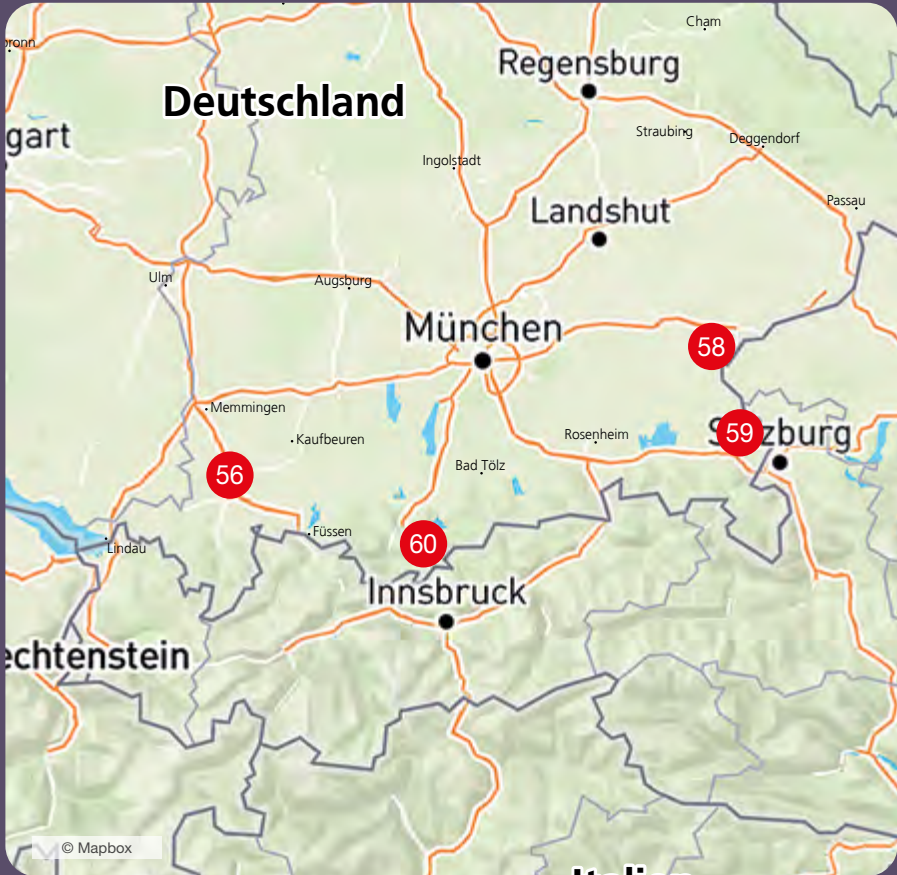 Cham
bronn
Regensburg
Deutschland
gart
Straubing
Deggendorf
Ingolstadt
Passau
Landshut
Ulm
Augsburg
München
58
Memmingen
Kaufbeuren
Rosenheim
59
zburg
Bad Tölz
56
Füssen
60
Lindau
Innsbruck
echtenstein
© Mapbox